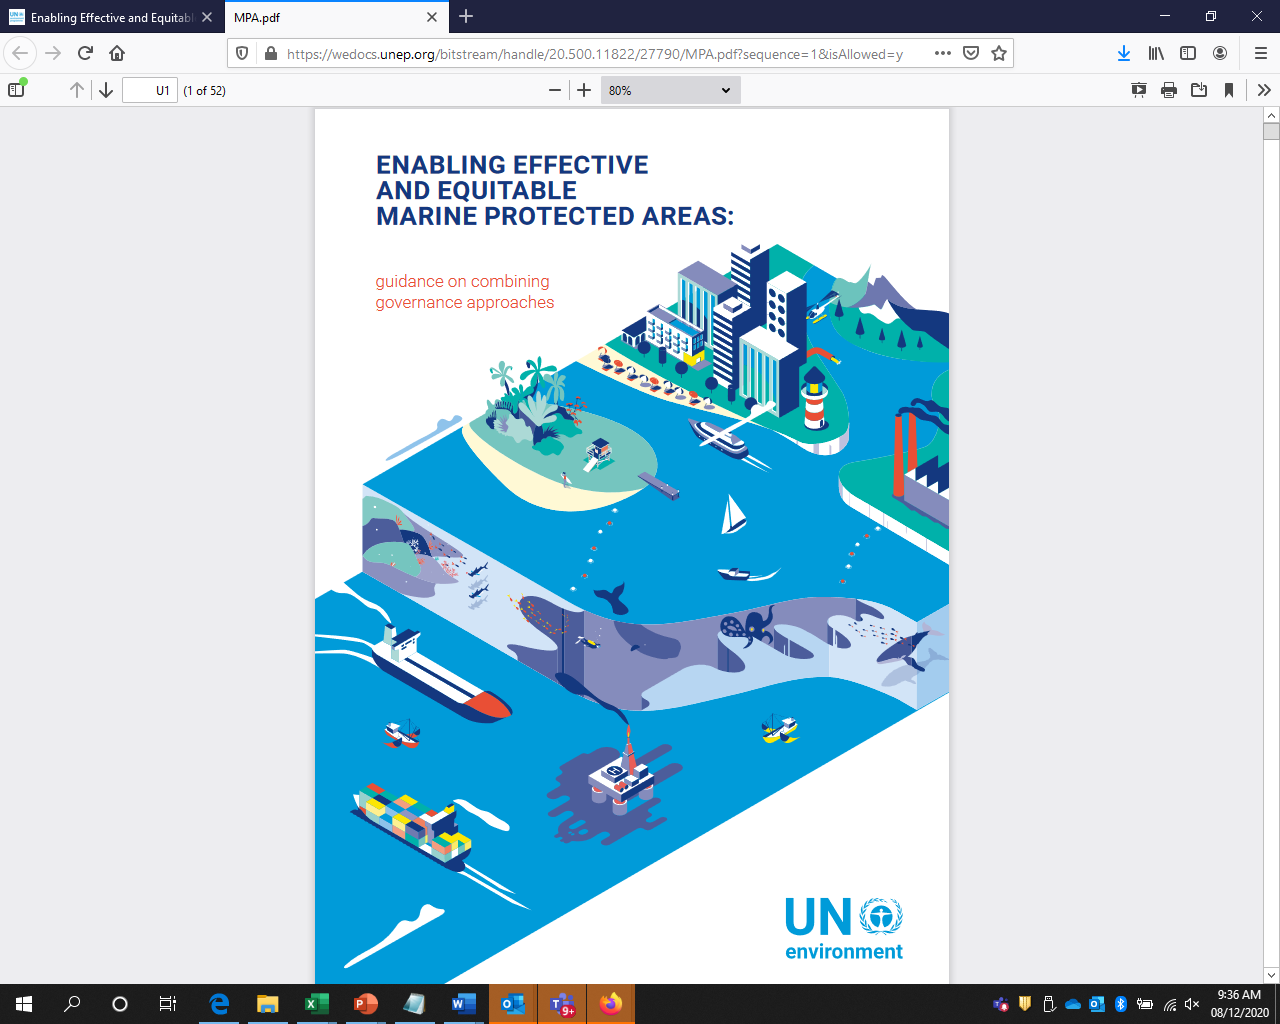 Enabling Effective and Equitabl
MPA.pdf
https://wedocs.unep.org/bitstream/handle/20.500.11822/27790/MPA.pdf?sequence=1&isAllowed=y
U1
(1 of 52)
80%
ENABLING EFFECTIVE
AND EQUITABLE
MARINE PROTECTED AREAS:
guidance on combining
governance approaches
H
UN
environment
9+
9:36 AM
08/12/2020